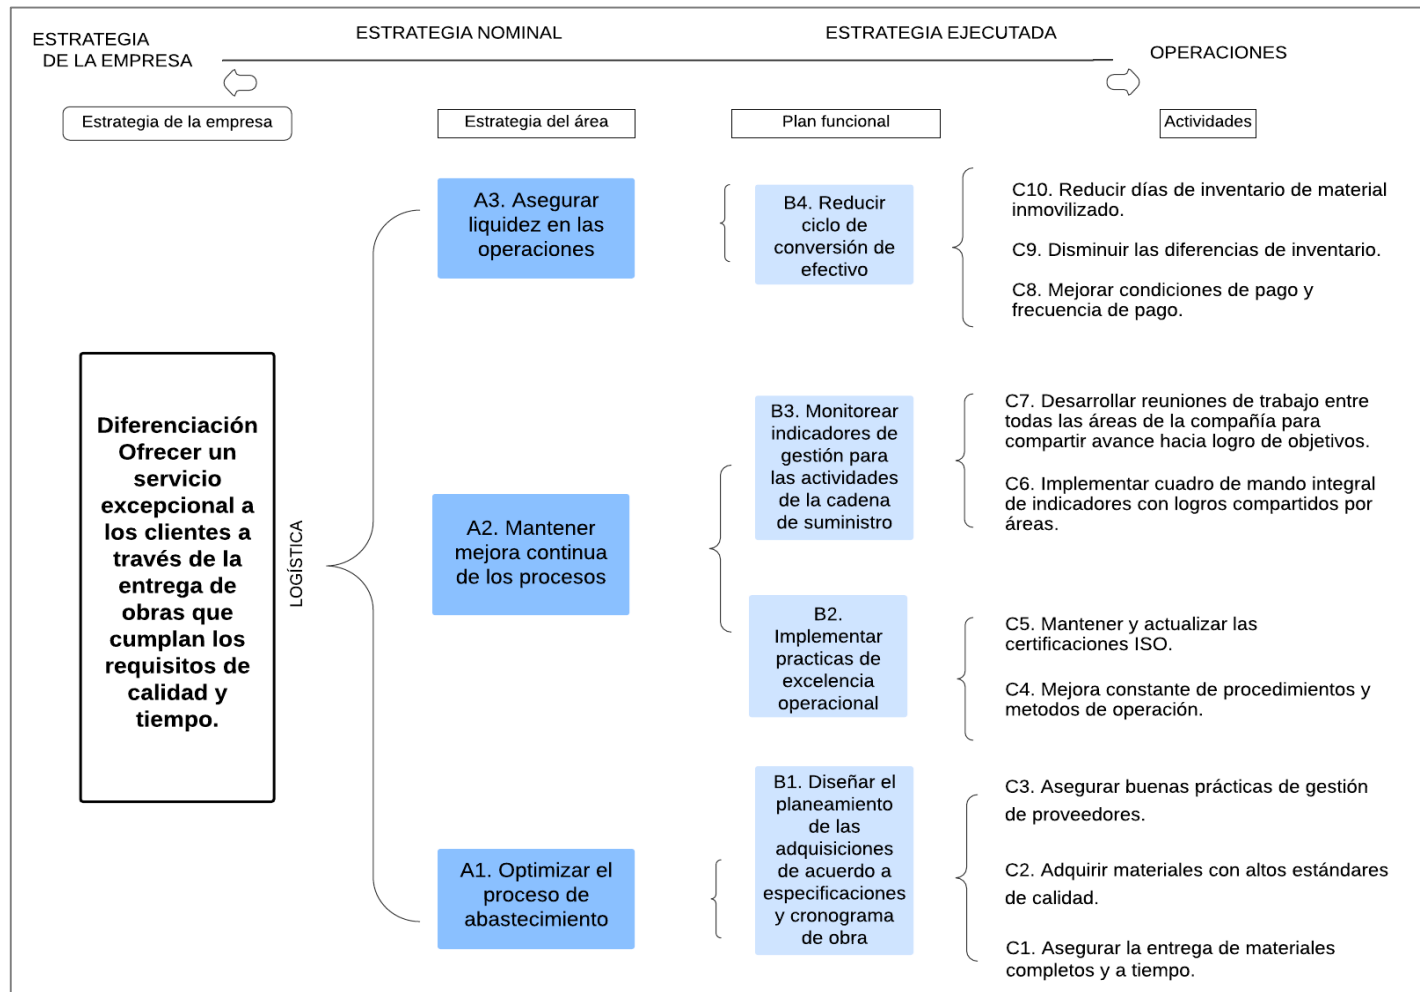 ESTRATEGIA
DE LA EMPRESA
ESTRATEGIA NOMINAL
ESTRATEGIA EJECUTADA
OPERACIONES
Estrategia de la empresa
Estrategia del área
Plan funcional
Actividades
Diferenciación
Ofrecer un
servicio
excepcional a
los clientes a
través de la
entrega de
obras que
cumplan los
requisitos de
calidad y
tiempo.
LOGÍSTICA
A3. Asegurar
liquidez en las
operaciones
B4. Reducir
ciclo de
conversión de
efectivo
C10. Reducir días de inventario de material
inmovilizado.
C9. Disminuir las diferencias de inventario.
C8. Mejorar condiciones de pago y
frecuencia de pago.
A2. Mantener
mejora continua
de los procesos
B3. Monitorear
indicadores de
gestión para
las actividades
de la cadena
de suministro
C7. Desarrollar reuniones de trabajo entre
todas las áreas de la compañía para
compartir avance hacia logro de objetivos.
C6. Implementar cuadro de mando integral
de indicadores con logros compartidos por
áreas.
B2.
Implementar
practicas de
excelencia
operacional
C5. Mantener y actualizar las
certificaciones ISO.
C4. Mejora constante de procedimientos y
metodos de operación.
A1. Optimizar el
proceso de
abastecimiento
B1. Diseñar el
planeamiento
de las
adquisiciones
de acuerdo a
especificaciones
y cronograma
de obra
C3. Asegurar buenas prácticas de gestión
de proveedores.
C2. Adquirir materiales con altos estándares
de calidad.
C1. Asegurar la entrega de materiales
completos y a tiempo.